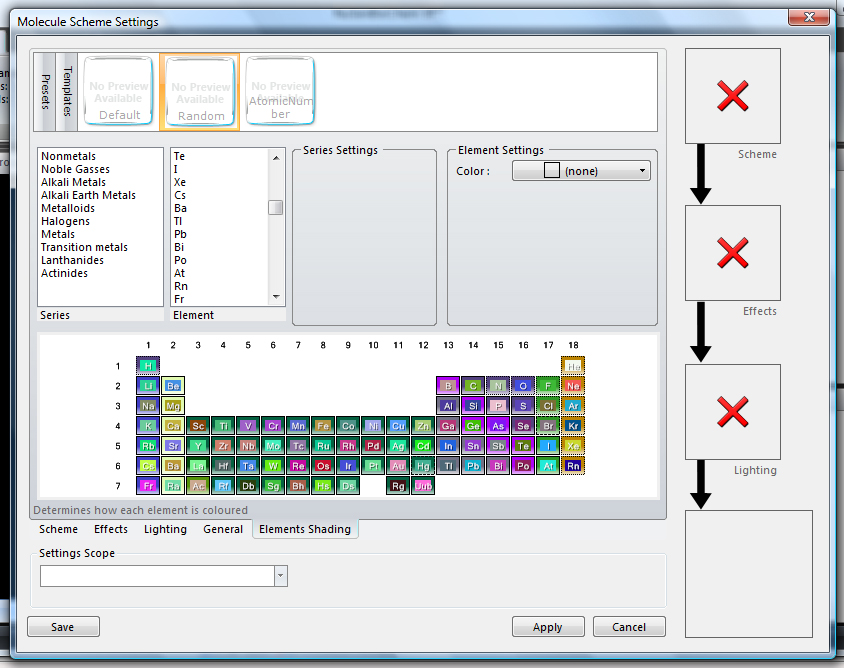 Molecule Scheme Settings
Presets
Templates
No Preview Available
Default
No Preview Available
Random
No Preview Available
AtomicNumber
Nonmetals
Noble Gasses
Alkali Metals
Alkali Earth Metals
Metalloids
Halogens
Metals
Transition metals
Lanthanides
Actinides
Series
Te
I
Xe
Cs
Ba
Tl
Pb
Bi
Po
At
Rn
Fr
Element
Series Settings
Element Settings
Color : (none)
Scheme
Effects
Lighting
1 2 3 4 5 6 7 8 9 10 11 12 13 14 15 16 17 18
1 H He
2 Li Be B C N O F Ne
3 Na Mg Al Si P S Cl Ar
4 K Ca Sc Ti V Cr Mn Fe Co Ni Cu Zn Ga Ge As Se Br Kr
5 Rb Sr Y Zr Nb Mo Tc Ru Rh Pd Ag Cd In Sn Sb Te I Xe
6 Cs Ba La Hf Ta W Re Os Ir Pt Au Hg Tl Pb Bi Po At Rn
7 Fr Ra Ac Rf Db Sg Bh Hs Ds Rg Uub
Determines how each element is coloured
Scheme Effects Lighting General Elements Shading
Settings Scope
Save Apply Cancel